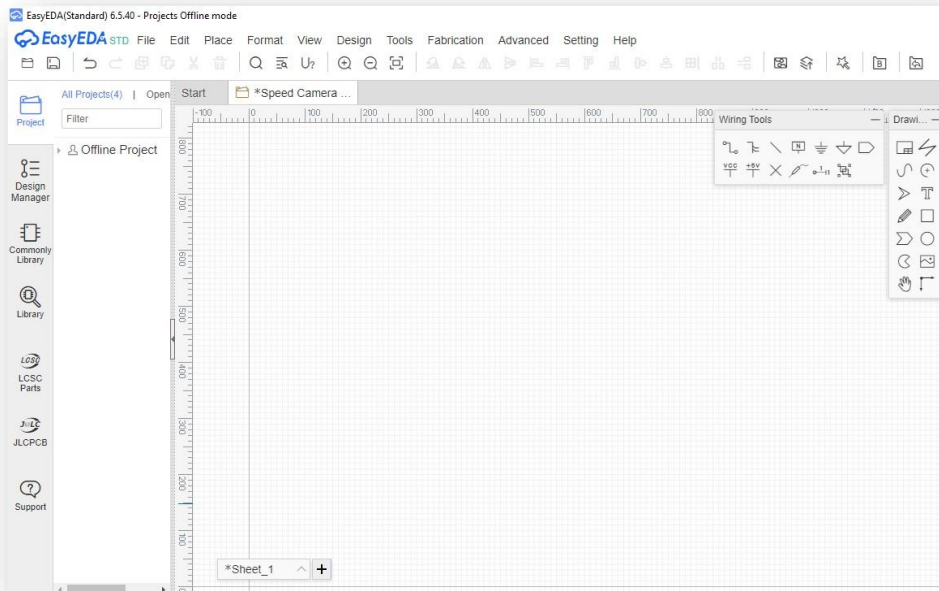 EasyEDA(Standard) 6.5.40 - Projects Offline mode
EasyEDA STD File Edit Place Format View Design Tools Fabrication Advanced Setting Help
All Projects(4) | Open
Start
*Speed Camera ...
Project
Filter
Offline Project
-100 0 100 200 300 400 500 600 700 800
Wiring Tools
Drawi...
N
VCC +5V
T
Design
Manager
Commonly
Library
Library
LCSC
LCSC
Parts
JLCPCB
Support
800
700
600
500
400
300
200
100
0
*Sheet_1